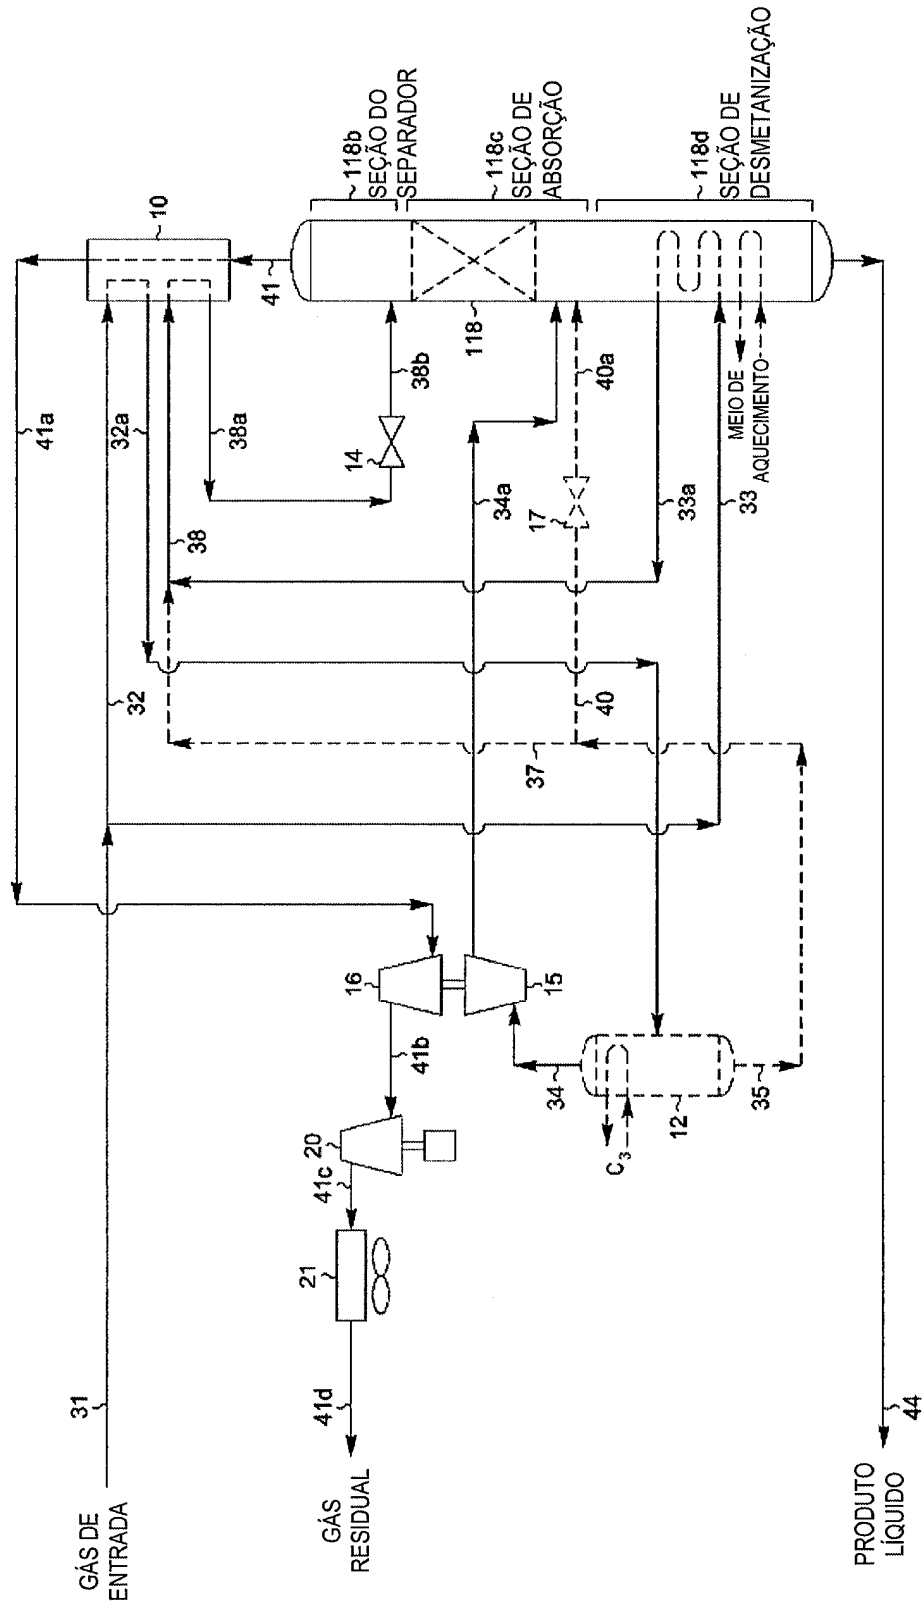 GÁS DE
ENTRADA
31
32
32a
41a
10
38
38a
41
38b
14
118
118b
SEÇÃO DO
SEPARADOR
118c
SEÇÃO DE
ABSORÇÃO
118d
SEÇÃO DE
DESMETANIZAÇÃO
34a
40a
17
40
37
33a
33
MEIO DE
AQUECIMENTO
16
15
41b
20
41c
21
41d
GÁS
RESIDUAL
34
12
35
C3
44
PRODUTO
LÍQUIDO